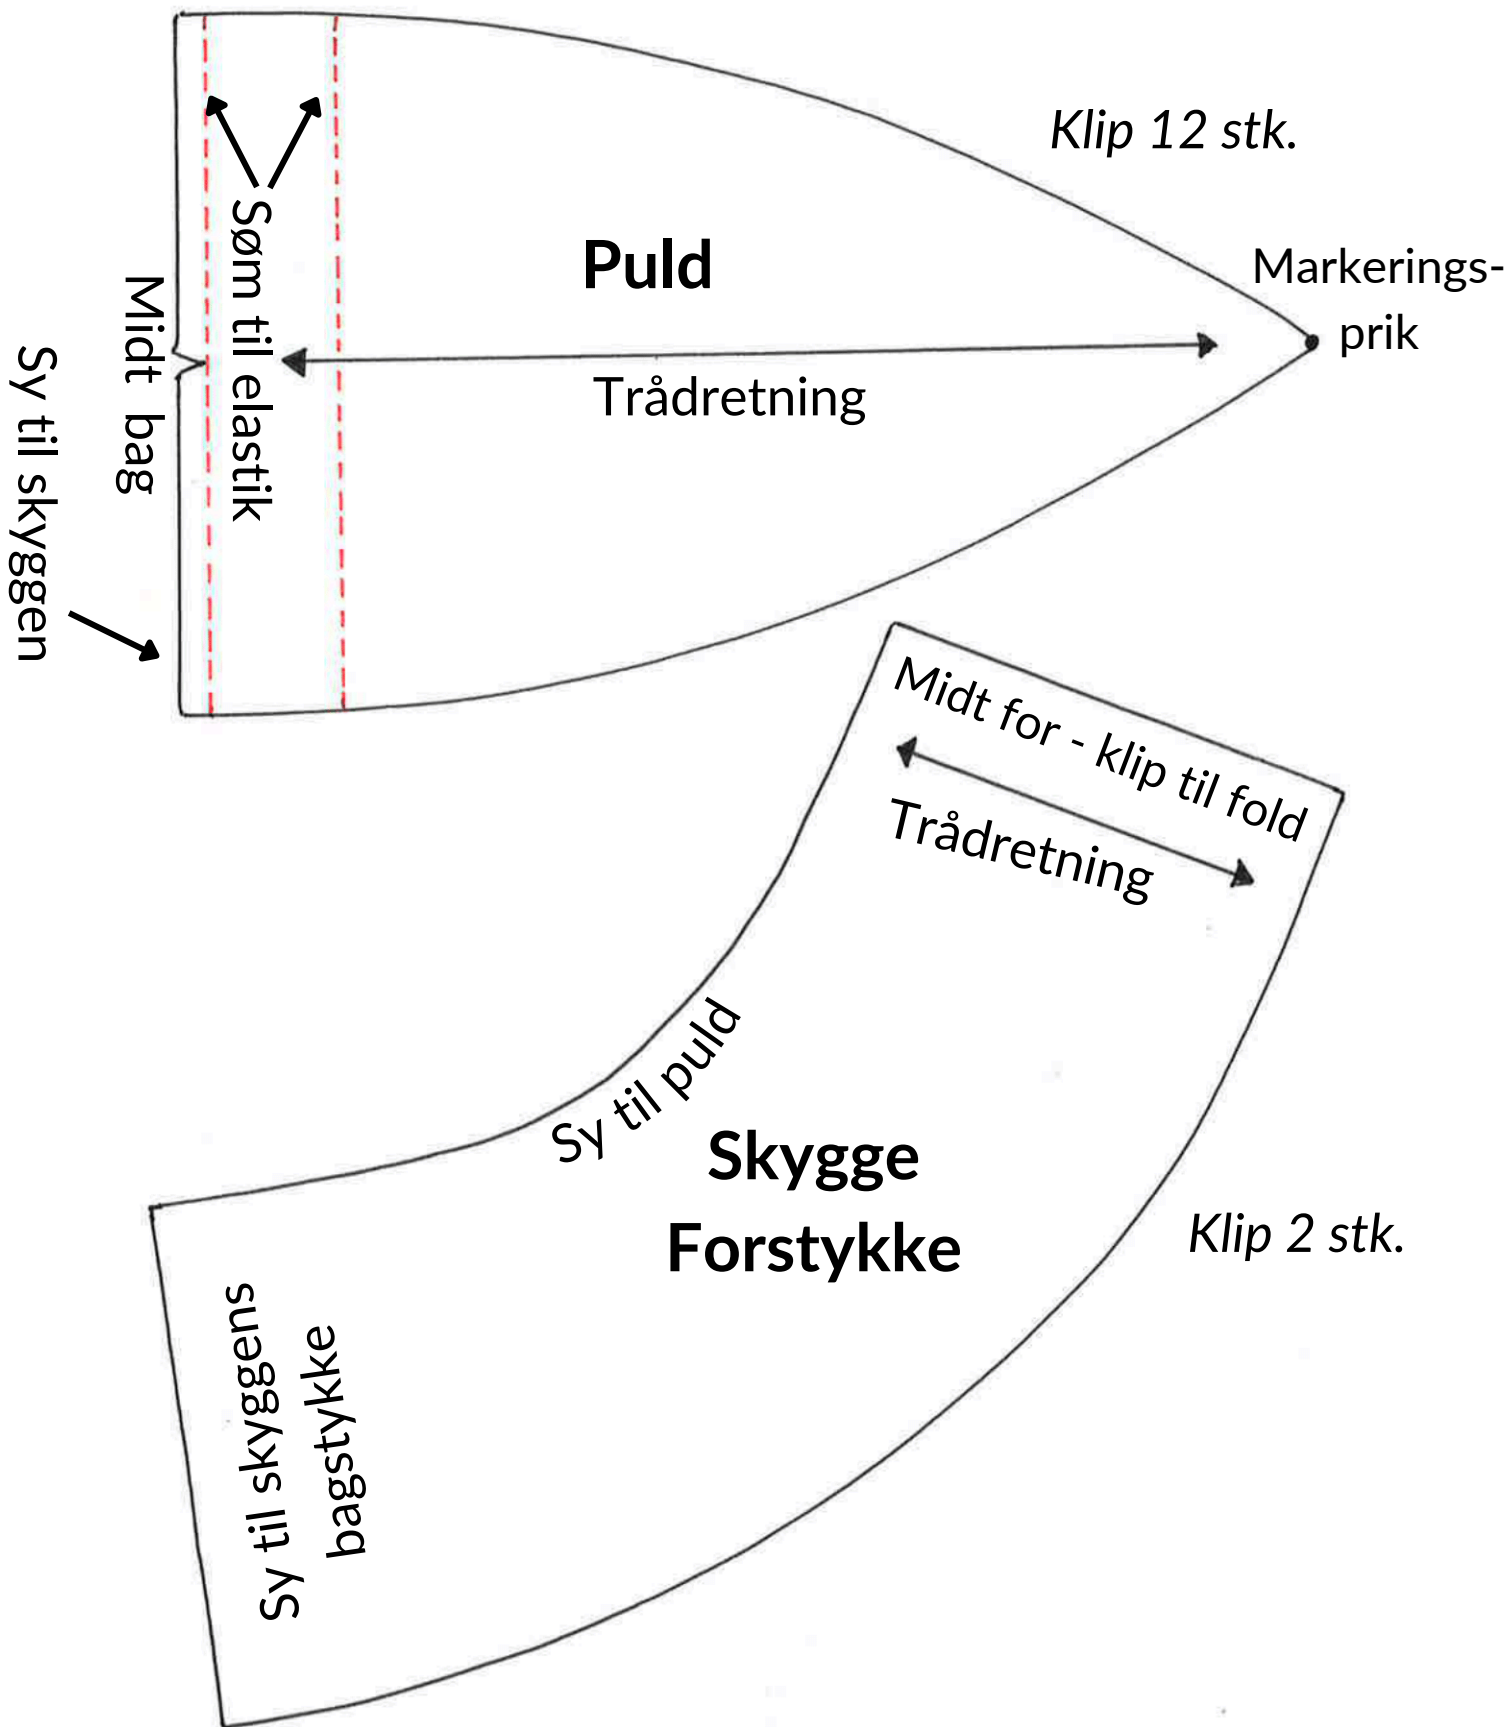 Klip 12 stk.
Puld
Markerings-
prik
Trådretning
Søm til elastik
Midt bag
Sy til skyggen
Midt for - klip til fold
Trådretning
Sy til puld
Skygge
Forstykke
Klip 2 stk.
Sy til skyggens
bagstykke